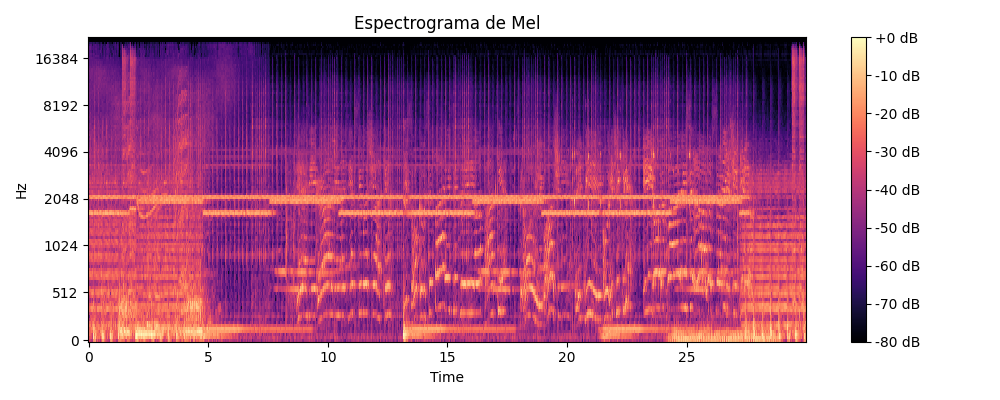 Espectrograma de Mel
Hz
16384
8192
4096
2048
1024
512
0
0 5 10 15 20 25
Time
+0 dB
-10 dB
-20 dB
-30 dB
-40 dB
-50 dB
-60 dB
-70 dB
-80 dB